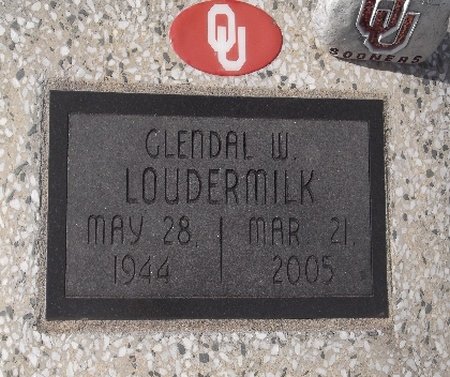 OU
OU
SOONERS
GLENDAL W.
LOUDERMILK
MAY 28, MAR. 21,
1944 2005